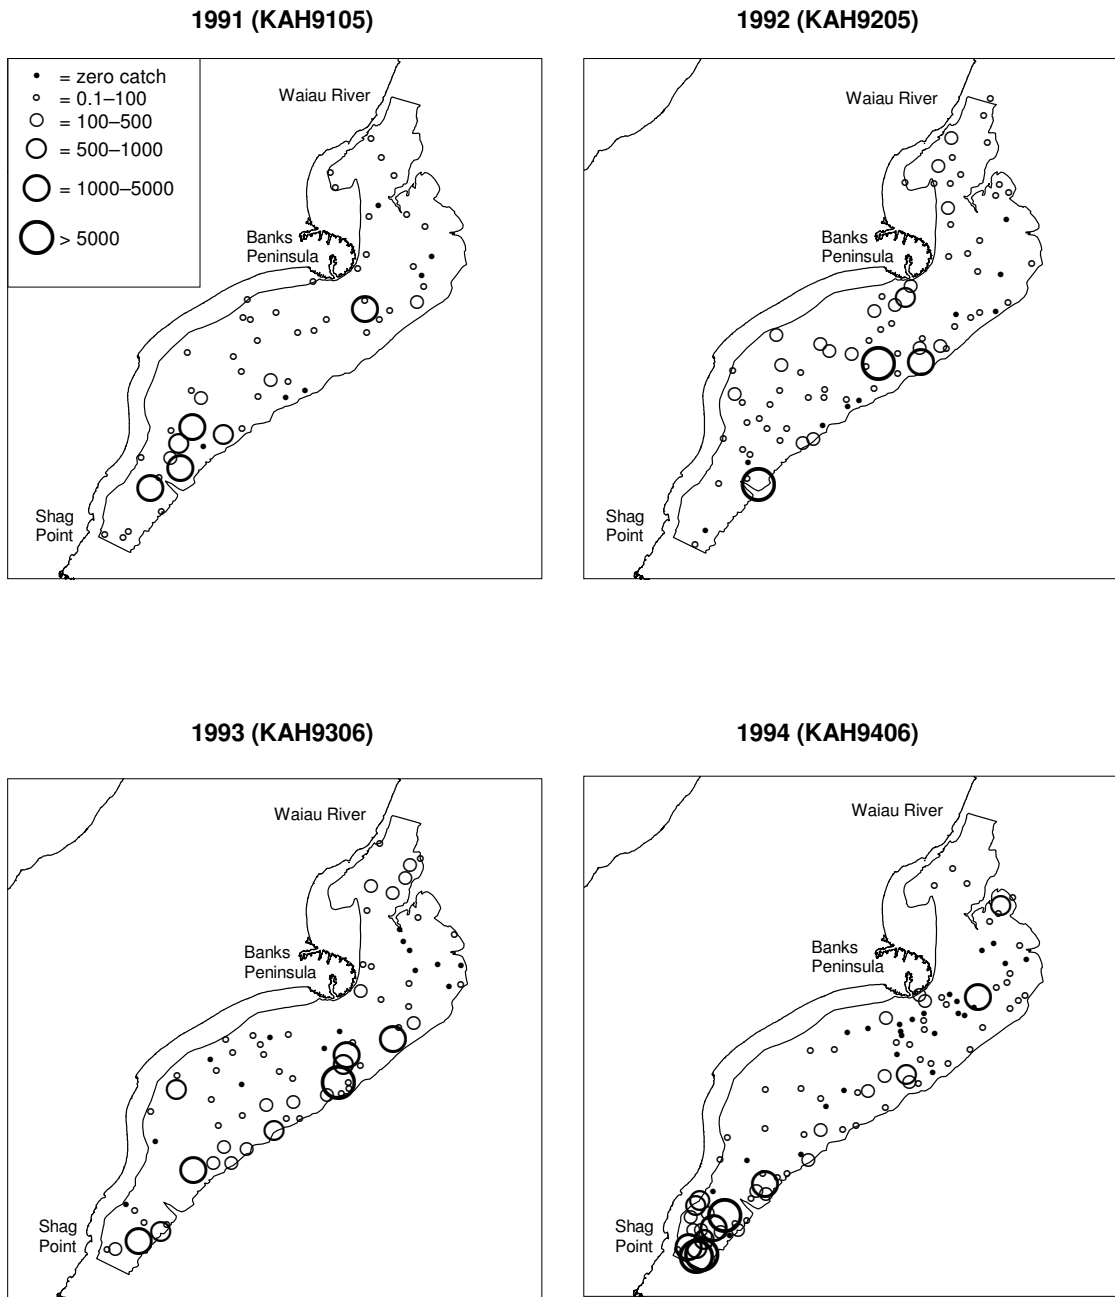 1991 (KAH9105)
1992 (KAH9205)
= zero catch
= 0.1–100
= 100–500
= 500–1000
= 1000–5000
> 5000
Waiau River
Banks
Peninsula
Shag
Point
Waiau River
Banks
Peninsula
Shag
Point
1993 (KAH9306)
1994 (KAH9406)
Waiau River
Banks
Peninsula
Shag
Point
Waiau River
Banks
Peninsula
Shag
Point